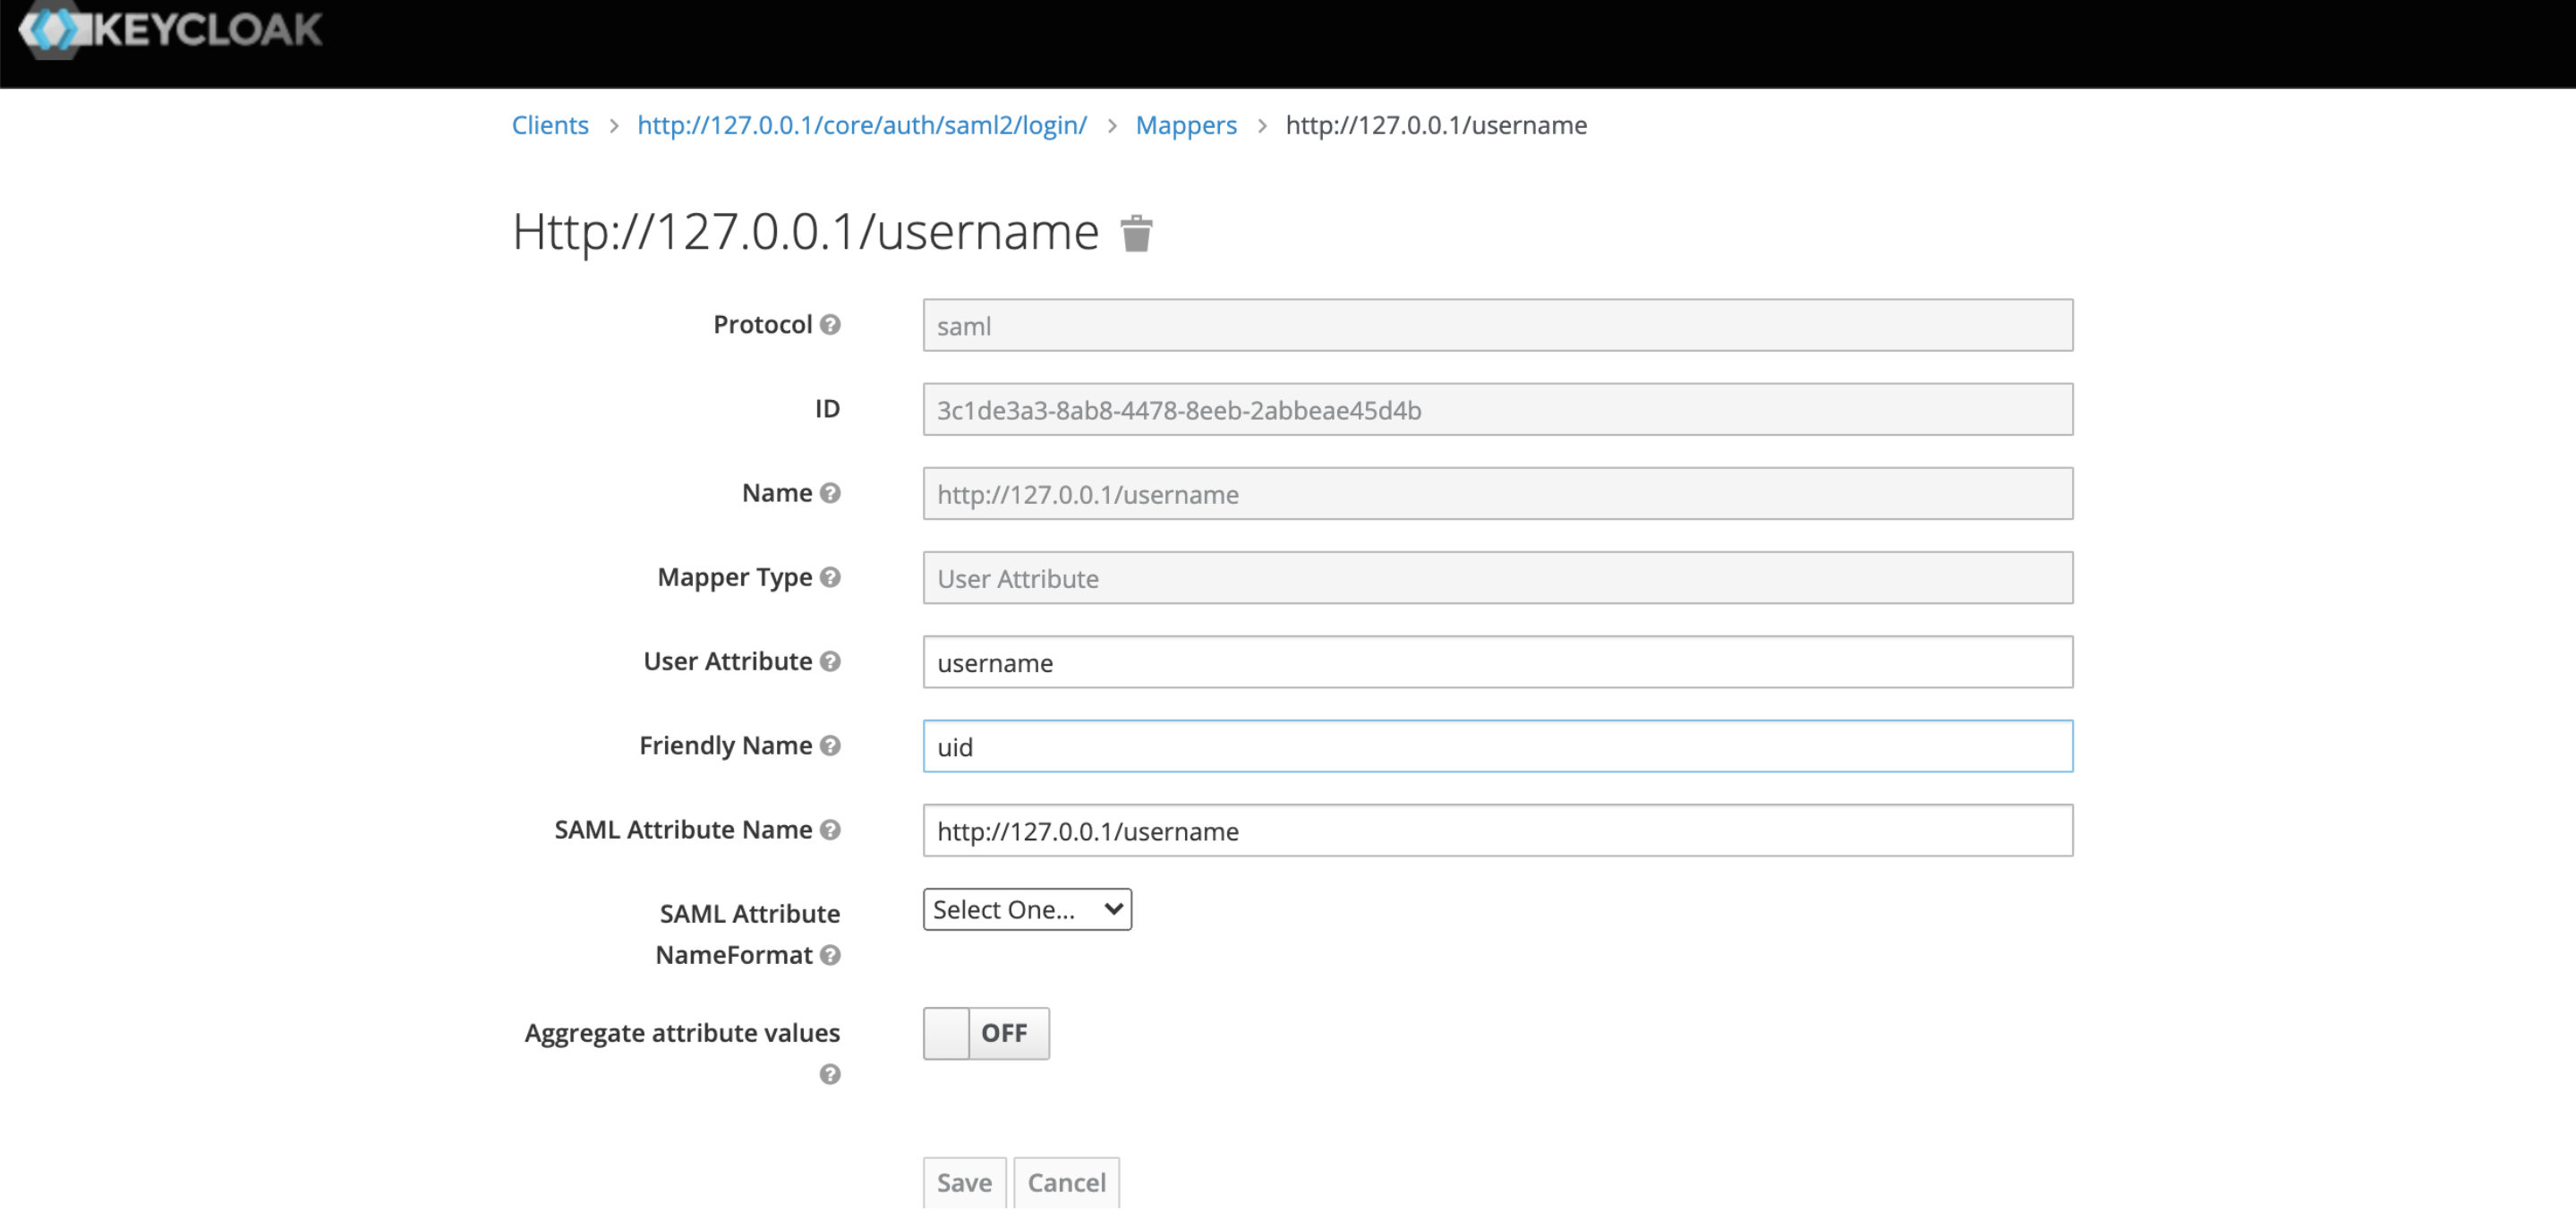 KEYCLOAK
Clients > http://127.0.0.1/core/auth/saml2/login/ > Mappers > http://127.0.0.1/username
Http://127.0.0.1/username
Protocol saml
ID 3c1de3a3-8ab8-4478-8eeb-2abbeae45d4b
Name http://127.0.0.1/username
Mapper Type User Attribute
User Attribute username
Friendly Name uid
SAML Attribute Name http://127.0.0.1/username
SAML Attribute Select One...
NameFormat
Aggregate attribute values OFF
Save Cancel